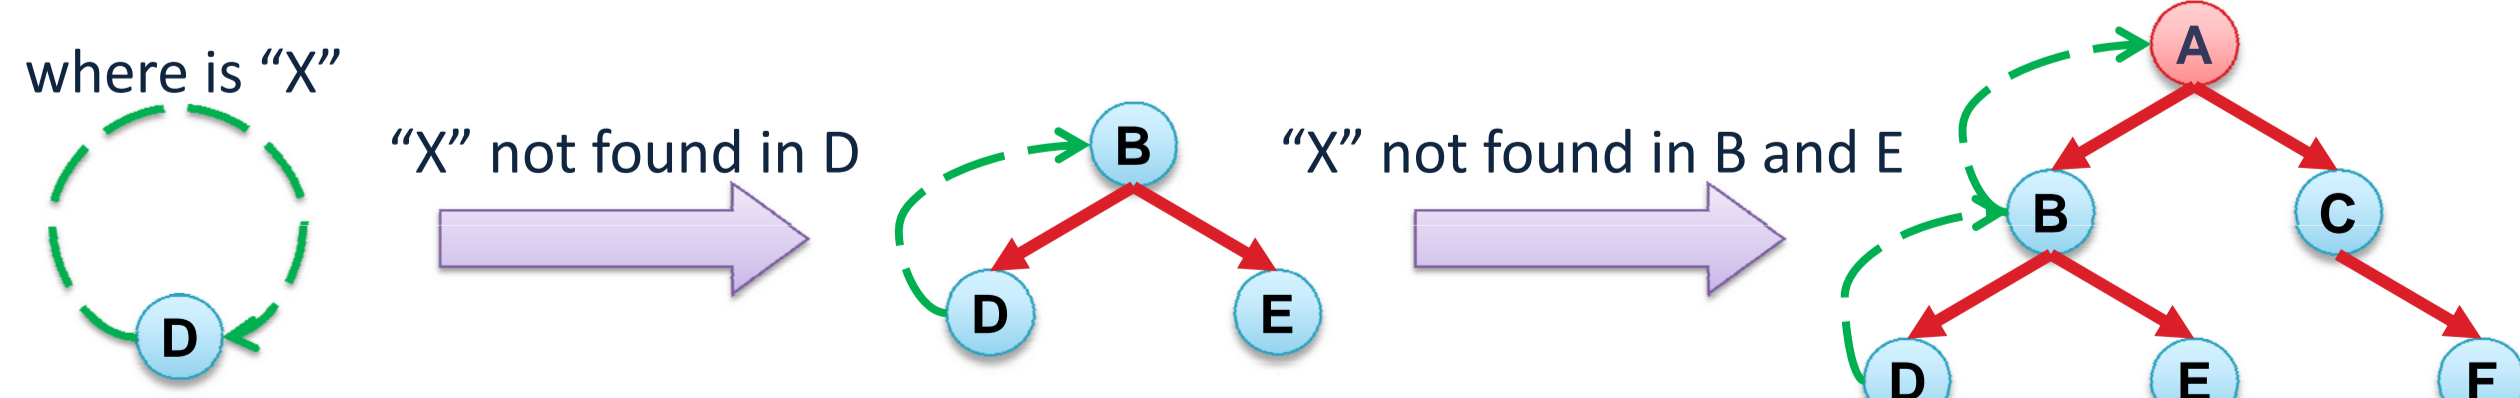 where is “X”
D
“X” not found in D
B
D
E
“X” not found in B and E
A
B
C
D
E
F